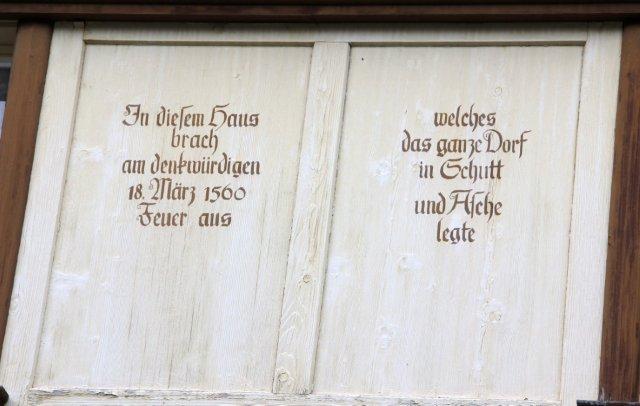 In diesem Haus
brach
am denkwürdigen
18. März 1560
Feuer aus
welches
das ganze Dorf
in Schutt
und Asche
legte